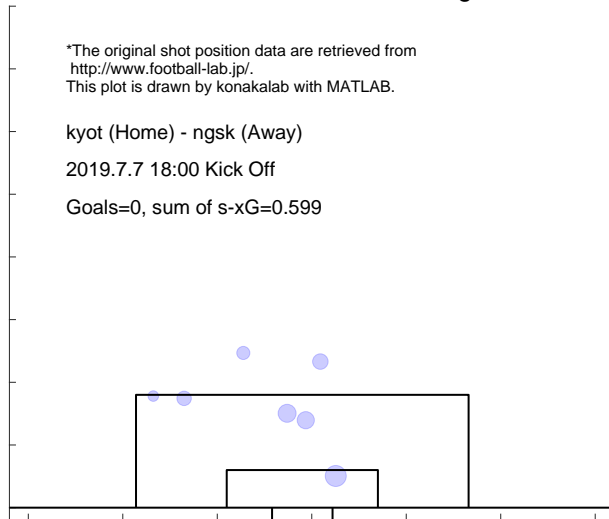 *The original shot position data are retrieved from
http://www.football-lab.jp/.
This plot is drawn by konakalab with MATLAB.
kyot (Home) - ngsk (Away)
2019.7.7 18:00 Kick Off
Goals=0, sum of s-xG=0.599